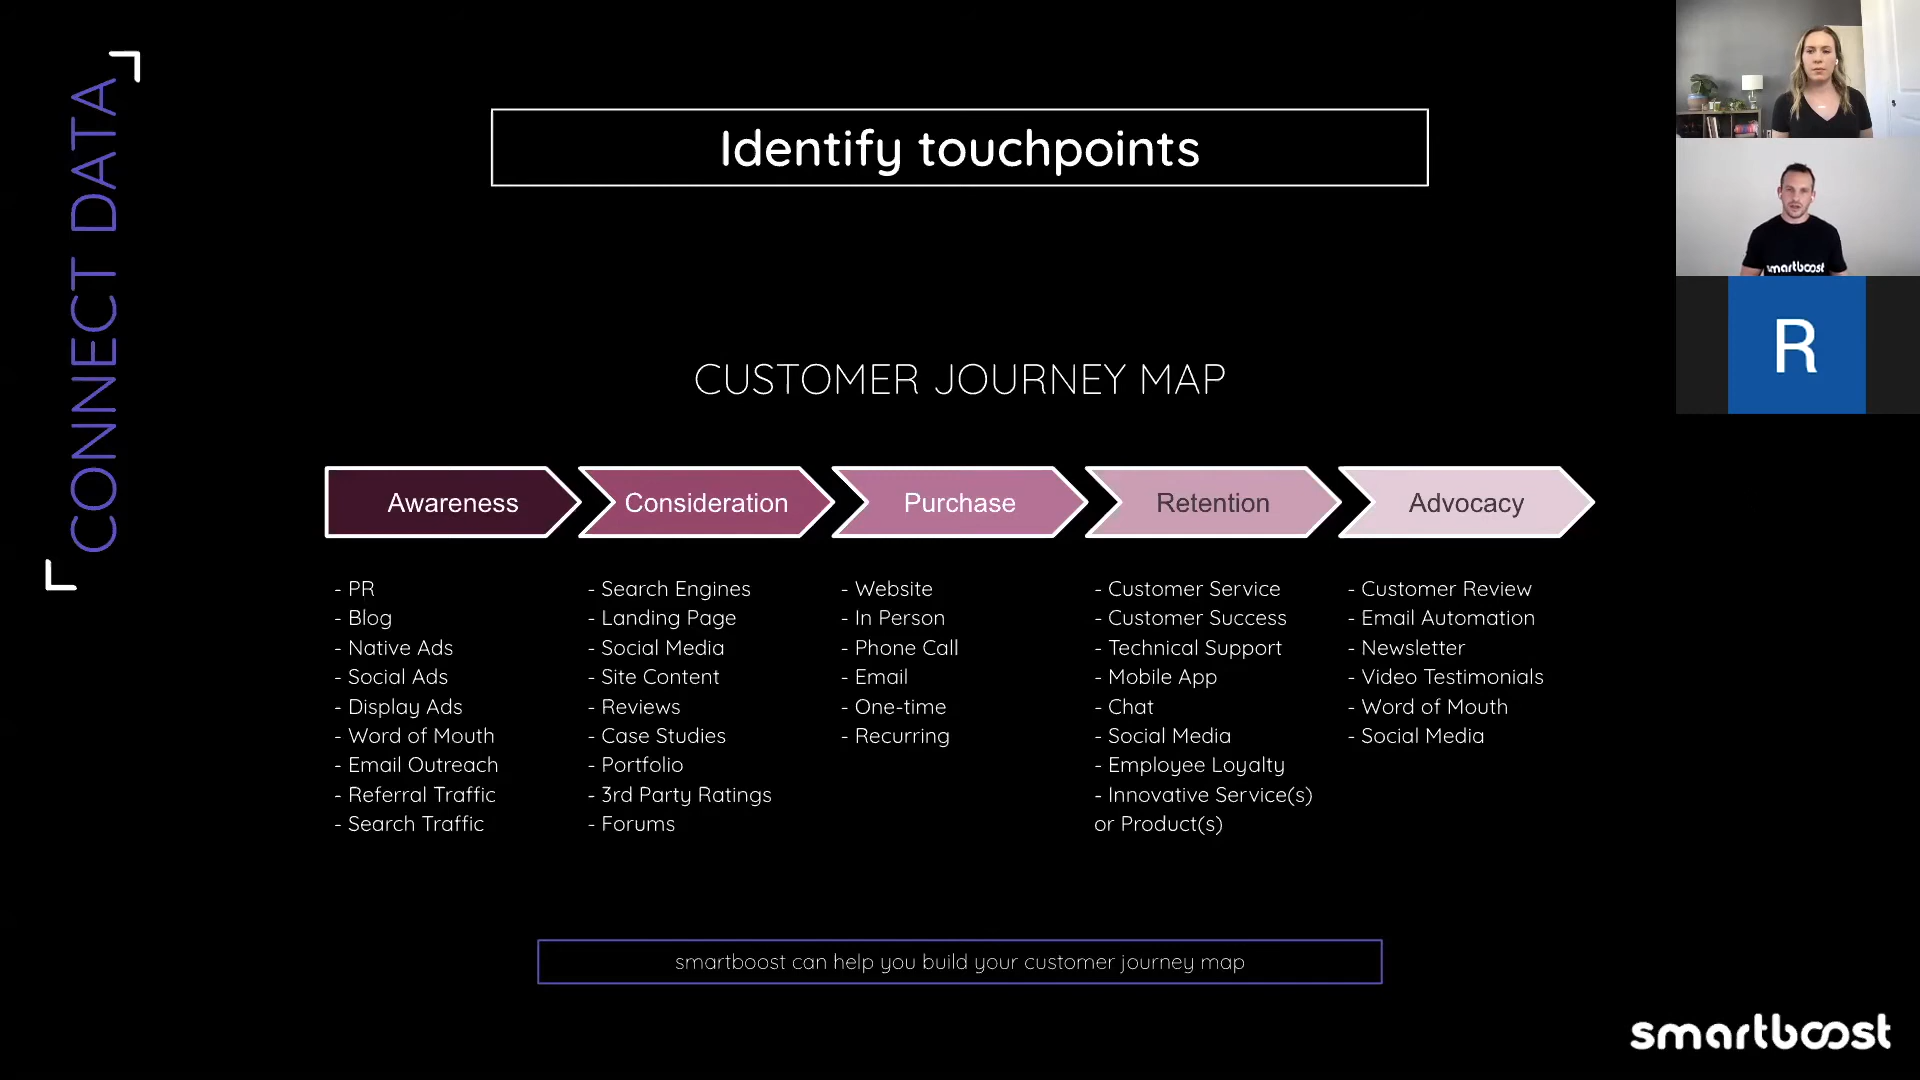 CONNECT DATA
Identify touchpoints
CUSTOMER JOURNEY MAP
Awareness
- PR
- Blog
- Native Ads
- Social Ads
- Display Ads
- Word of Mouth
- Email Outreach
- Referral Traffic
- Search Traffic
Consideration
- Search Engines
- Landing Page
- Social Media
- Site Content
- Reviews
- Case Studies
- Portfolio
- 3rd Party Ratings
- Forums
Purchase
- Website
- In Person
- Phone Call
- Email
- One-time
- Recurring
Retention
- Customer Service
- Customer Success
- Technical Support
- Mobile App
- Chat
- Social Media
- Employee Loyalty
- Innovative Service(s)
or Product(s)
Advocacy
- Customer Review
- Email Automation
- Newsletter
- Video Testimonials
- Word of Mouth
- Social Media
smartboost can help you build your customer journey map
smartboost
smartboost
R